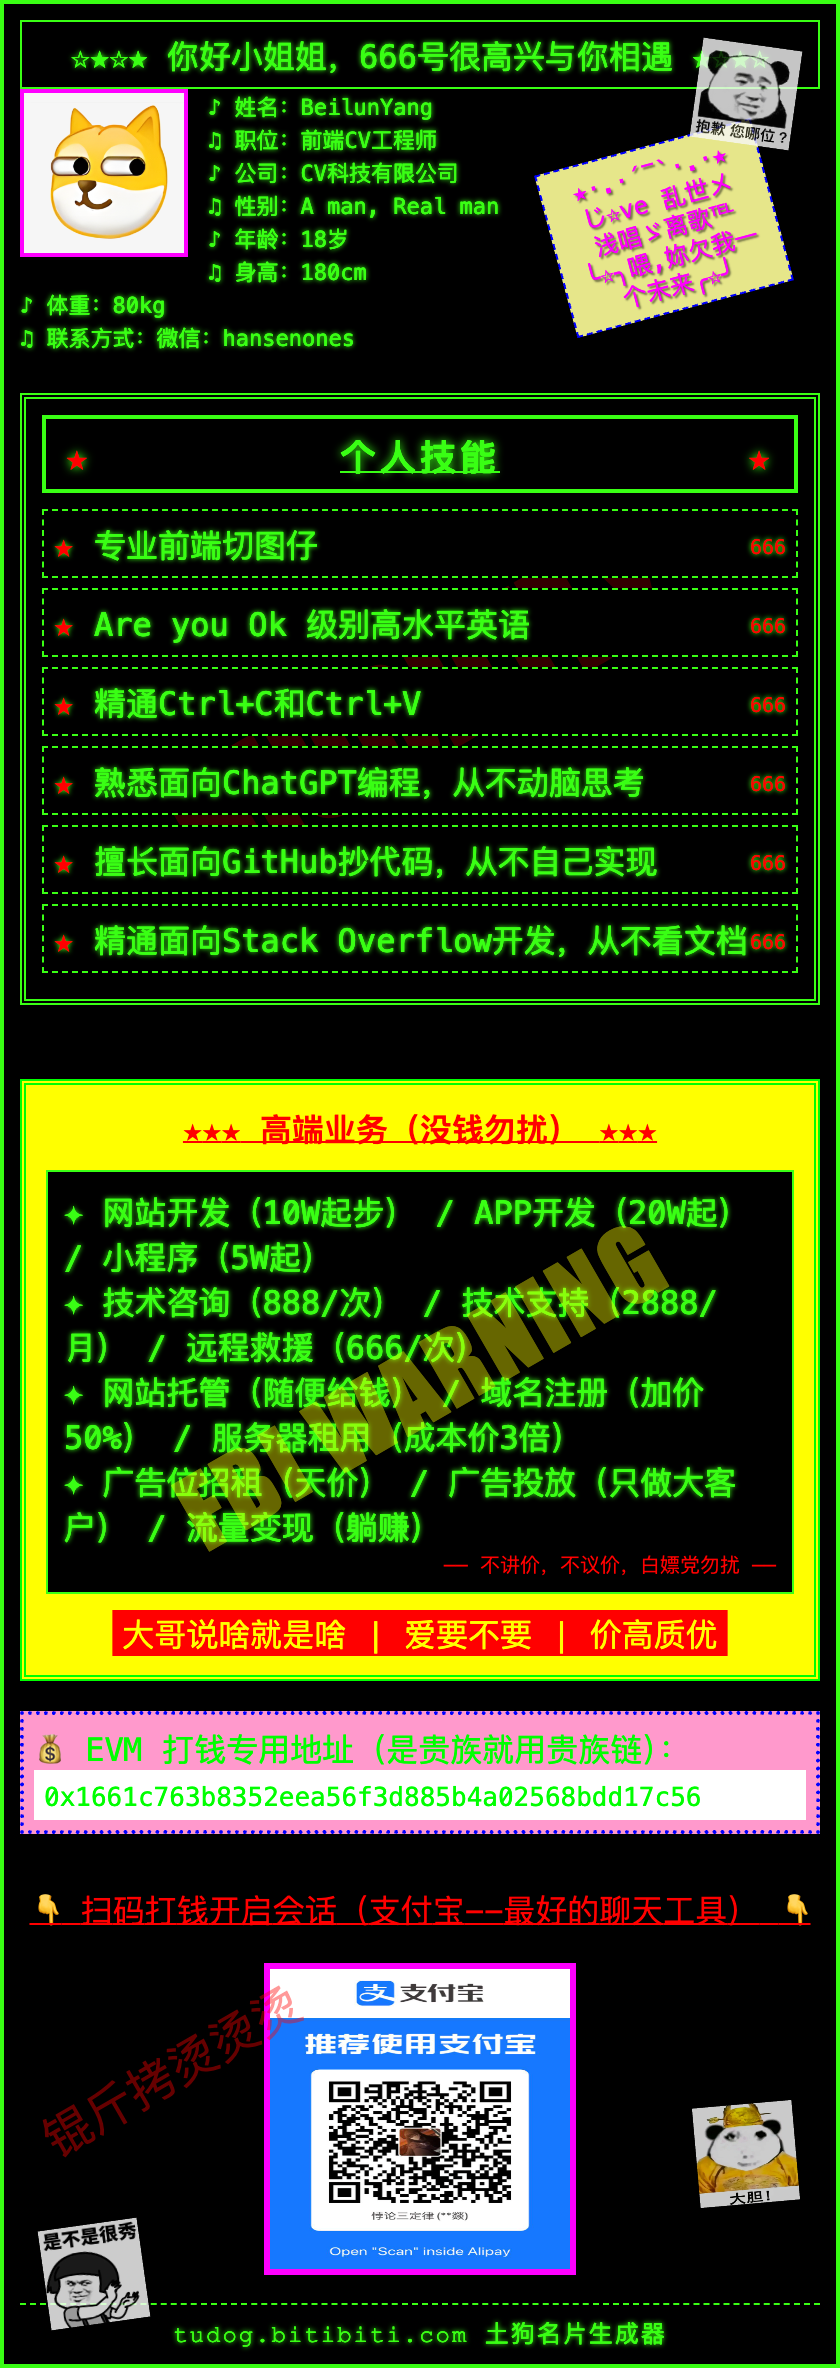 ☆★☆★ 你好小姐姐，666号很高兴与你相遇 ★☆★☆
抱歉 您哪位？
♪ 姓名：BeilunYang
♫ 职位：前端CV工程师
♪ 公司：CV科技有限公司
♫ 性别：A man, Real man
♪ 年龄：18岁
♫ 身高：180cm
♪ 体重：80kg
♫ 联系方式：微信：hansenones
★·.·´¯`·.·★
じ☆ve 乱世乄
浅唱ゞ离歌℡
╰☆╮喂,妳欠我一
个未来╭☆╯
★ 个人技能 ★
★ 专业前端切图仔 666
★ Are you Ok 级别高水平英语 666
★ 精通Ctrl+C和Ctrl+V 666
★ 熟悉面向ChatGPT编程，从不动脑思考 666
★ 擅长面向GitHub抄代码，从不自己实现 666
★ 精通面向Stack Overflow开发，从不看文档 666
★★★ 高端业务（没钱勿扰） ★★★
✦ 网站开发（10W起步） / APP开发（20W起）
/ 小程序（5W起）
✦ 技术咨询（888/次） / 技术支持（2888/
月） / 远程救援（666/次）
✦ 网站托管（随便给钱） / 域名注册（加价
50%） / 服务器租用（成本价3倍）
✦ 广告位招租（天价） / 广告投放（只做大客
户） / 流量变现（躺赚）
FBI WARNING
—— 不讲价，不议价，白嫖党勿扰 ——
大哥说啥就是啥 | 爱要不要 | 价高质优
💰 EVM 打钱专用地址（是贵族就用贵族链）：
0x1661c763b8352eea56f3d885b4a02568bdd17c56
👇 扫码打钱开启会话（支付宝——最好的聊天工具） 👇
锟斤拷烫烫烫
支付宝
推荐使用支付宝
悖论三定律 (**燚)
Open "Scan" inside Alipay
大胆！
是不是很秀
tudog.bitibiti.com 土狗名片生成器